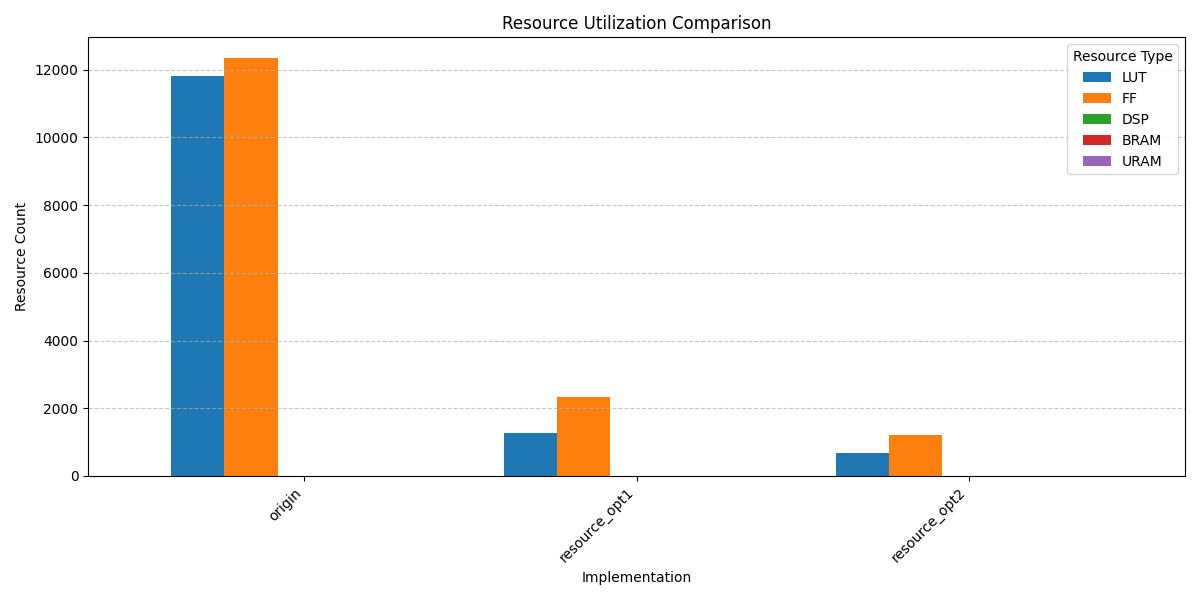 Resource Utilization Comparison
Resource Type
LUT
FF
DSP
BRAM
URAM
Resource Count
12000
10000
8000
6000
4000
2000
0
origin
resource_opt1
resource_opt2
Implementation